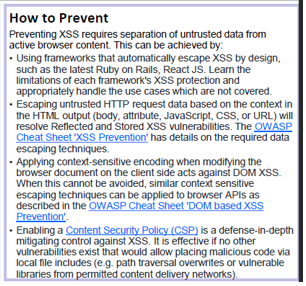 How to Prevent
Preventing XSS requires separation of untrusted data from
active browser content. This can be achieved by:
• Using frameworks that automatically escape XSS by design,
such as the latest Ruby on Rails, React JS. Learn the
limitations of each framework's XSS protection and
appropriately handle the use cases which are not covered.
• Escaping untrusted HTTP request data based on the context in
the HTML output (body, attribute, JavaScript, CSS, or URL) will
resolve Reflected and Stored XSS vulnerabilities. The OWASP
Cheat Sheet 'XSS Prevention' has details on the required data
escaping techniques.
• Applying context-sensitive encoding when modifying the
browser document on the client side acts against DOM XSS.
When this cannot be avoided, similar context sensitive
escaping techniques can be applied to browser APIs as
described in the OWASP Cheat Sheet 'DOM based XSS
Prevention'.
• Enabling a Content Security Policy (CSP) is a defense-in-depth
mitigating control against XSS. It is effective if no other
vulnerabilities exist that would allow placing malicious code via
local file includes (e.g. path traversal overwrites or vulnerable
libraries from permitted content delivery networks).